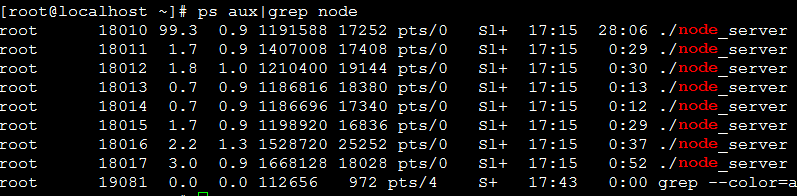 [root@localhost ~]# ps aux|grep node
root 18010 99.3 0.9 1191588 17252 pts/0 Sl+ 17:15 28:06 ./node_server
root 18011 1.7 0.9 1407008 17408 pts/0 Sl+ 17:15 0:29 ./node_server
root 18012 1.8 1.0 1210400 19144 pts/0 Sl+ 17:15 0:30 ./node_server
root 18013 0.7 0.9 1186816 18380 pts/0 Sl+ 17:15 0:13 ./node_server
root 18014 0.7 0.9 1186696 17340 pts/0 Sl+ 17:15 0:12 ./node_server
root 18015 1.7 0.9 1198920 16836 pts/0 Sl+ 17:15 0:29 ./node_server
root 18016 2.2 1.3 1528720 25252 pts/0 Sl+ 17:15 0:37 ./node_server
root 18017 3.0 0.9 1668128 18028 pts/0 Sl+ 17:15 0:52 ./node_server
root 19081 0.0 0.0 112656 972 pts/4 S+ 17:43 0:00 grep --color=a